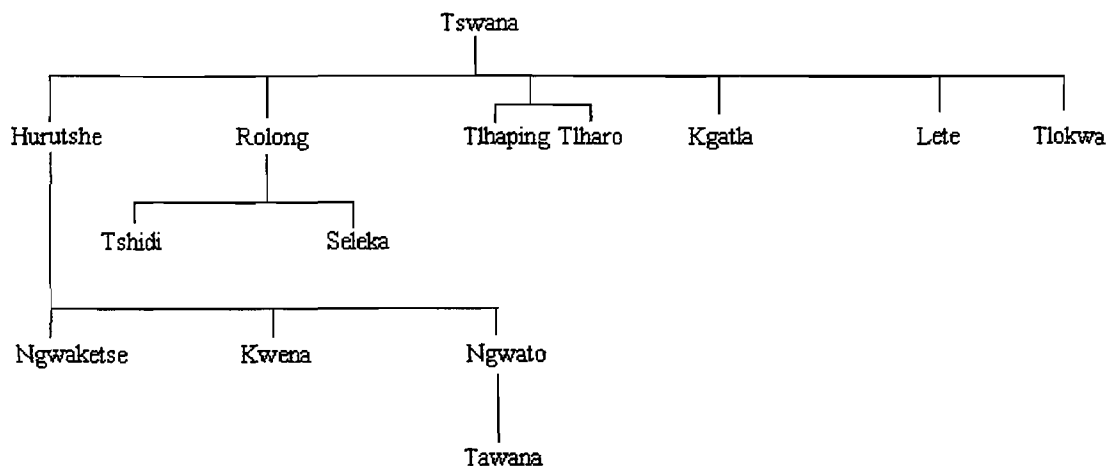 Tswana
Hurutshe Rolong Tlhaping Tlharo Kgatla Lete Tlokwa
Tshidi Seleka
Ngwaketse Kwena Ngwato
Tawana